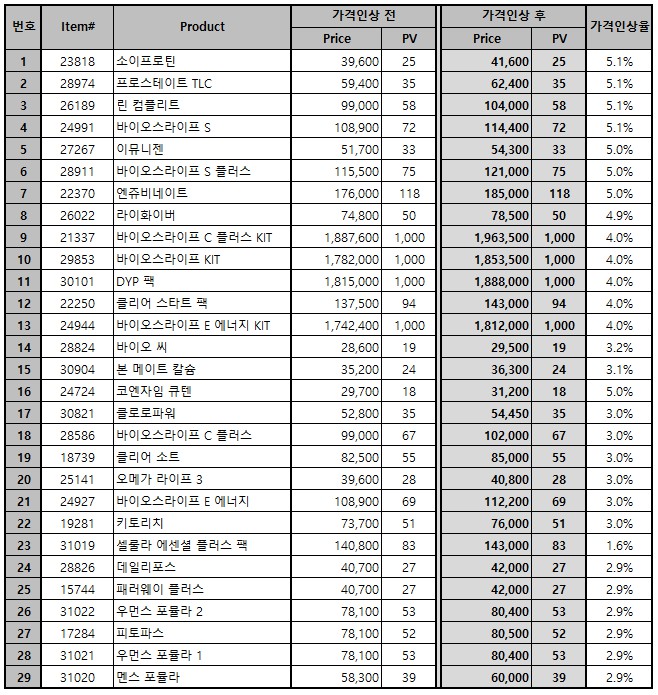 번호 Item# Product 가격인상 전 가격인상 후 가격인상율
Price PV Price PV
1 23818 소이프로틴 39,600 25 41,600 25 5.1%
2 28974 프로스테이트 TLC 59,400 35 62,400 35 5.1%
3 26189 린 컴플리트 99,000 58 104,000 58 5.1%
4 24991 바이오스라이프 S 108,900 72 114,400 72 5.1%
5 27267 이뮤니젠 51,700 33 54,300 33 5.0%
6 28911 바이오스라이프 S 플러스 115,500 75 121,000 75 5.0%
7 22370 엔쥬비네이트 176,000 118 185,000 118 5.0%
8 26022 라이화이버 74,800 50 78,500 50 4.9%
9 21337 바이오스라이프 C 플러스 KIT 1,887,600 1,000 1,963,500 1,000 4.0%
10 29853 바이오스라이프 KIT 1,782,000 1,000 1,853,500 1,000 4.0%
11 30101 DYP 팩 1,815,000 1,000 1,888,000 1,000 4.0%
12 22250 클리어 스타트 팩 137,500 94 143,000 94 4.0%
13 24944 바이오스라이프 E 에너지 KIT 1,742,400 1,000 1,812,000 1,000 4.0%
14 28824 바이오 씨 28,600 19 29,500 19 3.2%
15 30904 본 메이트 칼슘 35,200 24 36,300 24 3.1%
16 24724 코엔자임 큐텐 29,700 18 31,200 18 5.0%
17 30821 클로로파워 52,800 35 54,450 35 3.0%
18 28586 바이오스라이프 C 플러스 99,000 67 102,000 67 3.0%
19 18739 클리어 소트 82,500 55 85,000 55 3.0%
20 25141 오메가 라이프 3 39,600 28 40,800 28 3.0%
21 24927 바이오스라이프 E 에너지 108,900 69 112,200 69 3.0%
22 19281 키토리치 73,700 51 76,000 51 3.0%
23 31019 셀룰라 에센셜 플러스 팩 140,800 83 143,000 83 1.6%
24 28826 데일리포스 40,700 27 42,000 27 2.9%
25 15744 패러웨이 플러스 40,700 27 42,000 27 2.9%
26 31022 우먼스 포뮬라 2 78,100 53 80,400 53 2.9%
27 17284 피토파스 78,100 52 80,500 52 2.9%
28 31021 우먼스 포뮬라 1 78,100 53 80,400 53 2.9%
29 31020 멘스 포뮬라 58,300 39 60,000 39 2.9%